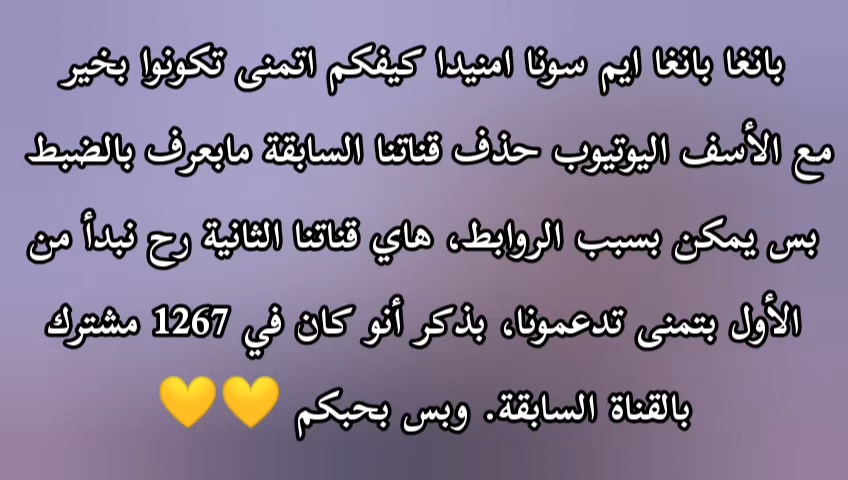 بانغا بانغا ايم سونا امنيدا كيفكم اتمنى تكونوا بخير
مع الأسف اليوتيوب حذف قناتنا السابقة مابعرف بالضبط
بس يمكن بسبب الروابط، هاي قناتنا الثانية رح نبدأ من
الأول بتمنى تدعمونا، بذكر أنو كان في 1267 مشترك
بالقناة السابقة. وبس بحبكم 💛💛